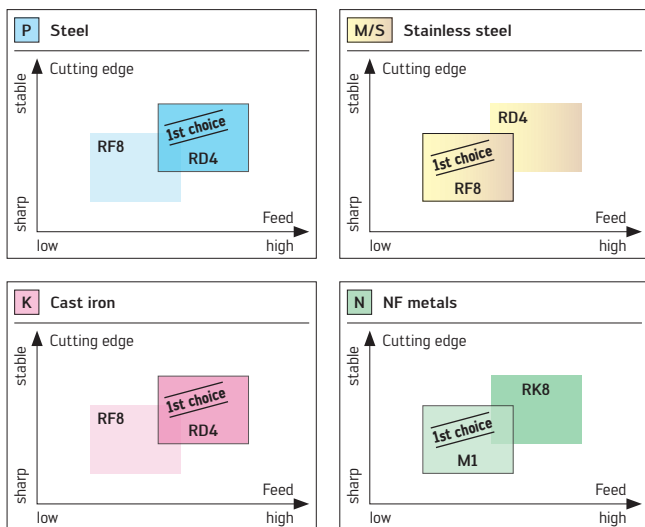 P Steel
stable
Cutting edge
1st choice
RF8
RD4
sharp
Feed
low
high
M/S Stainless steel
stable
Cutting edge
RD4
1st choice
RF8
sharp
Feed
low
high
K Cast iron
stable
Cutting edge
1st choice
RF8
RD4
sharp
Feed
low
high
N NF metals
stable
Cutting edge
RK8
1st choice
M1
sharp
Feed
low
high